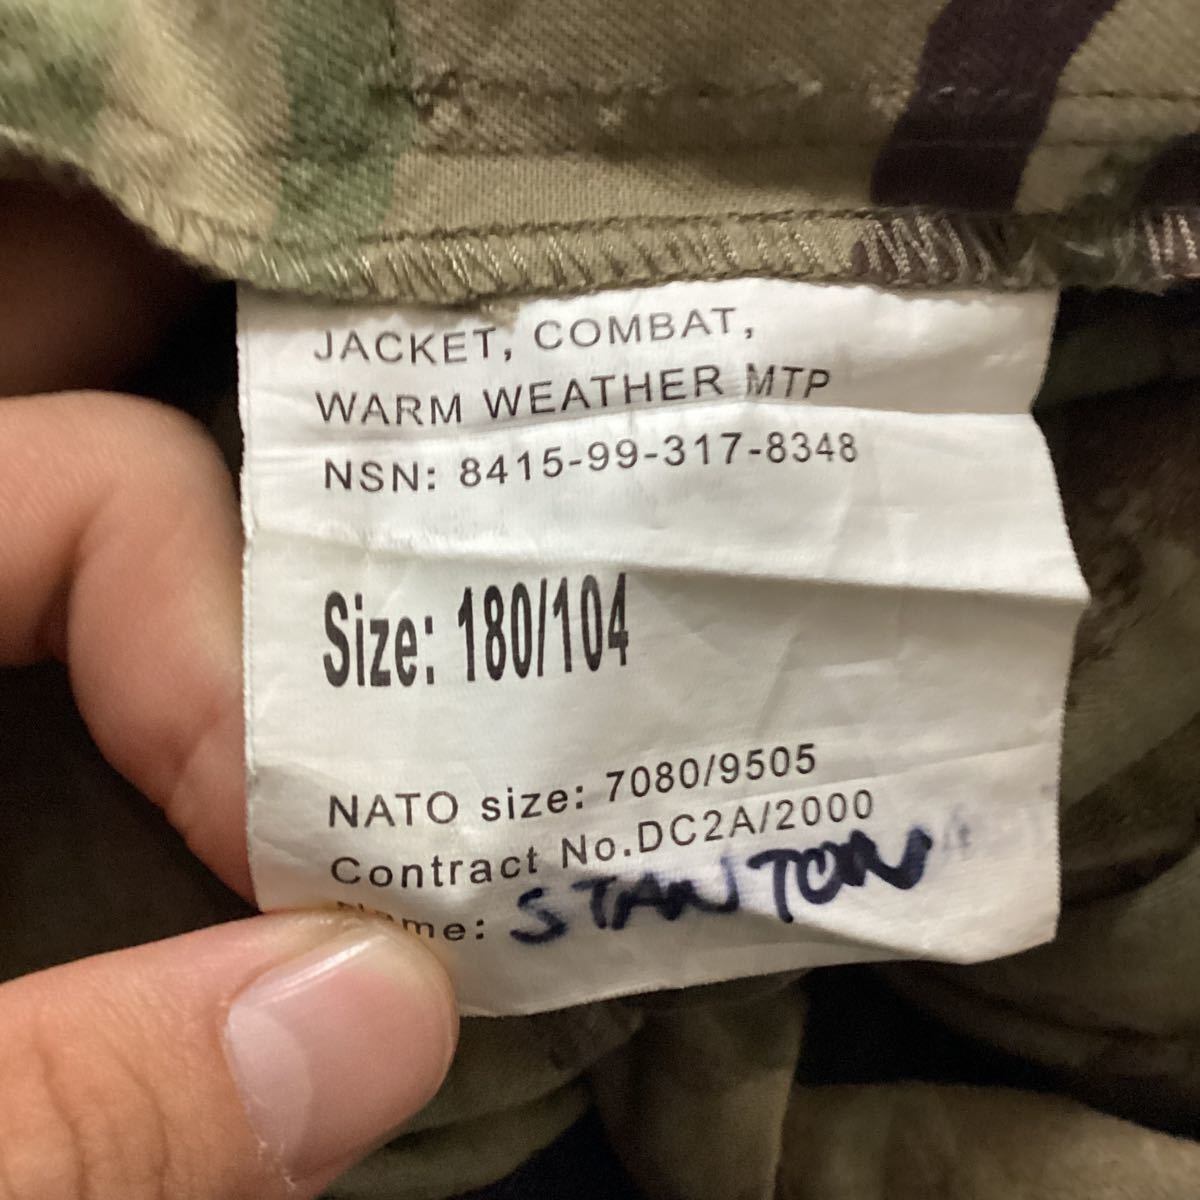 JACKET, COMBAT,
WARM WEATHER MTP
NSN: 8415-99-317-8348
Size: 180/104
NATO size: 7080/9505
Contract No.DC2A/2000
Name: STANTON